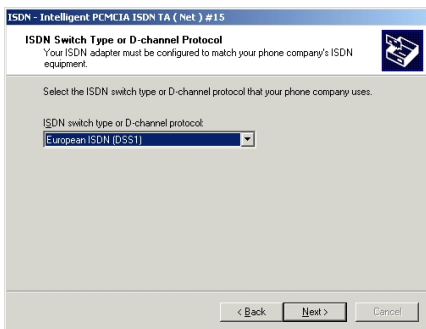 ISDN - Intelligent PCMCIA ISDN TA ( Net ) #15
ISDN Switch Type or D-channel Protocol
Your ISDN adapter must be configured to match your phone company's ISDN
equipment.
Select the ISDN switch type or D-channel protocol that your phone company uses.
ISDN switch type or D-channel protocol:
European ISDN (DSS1)
< Back
Next >
Cancel